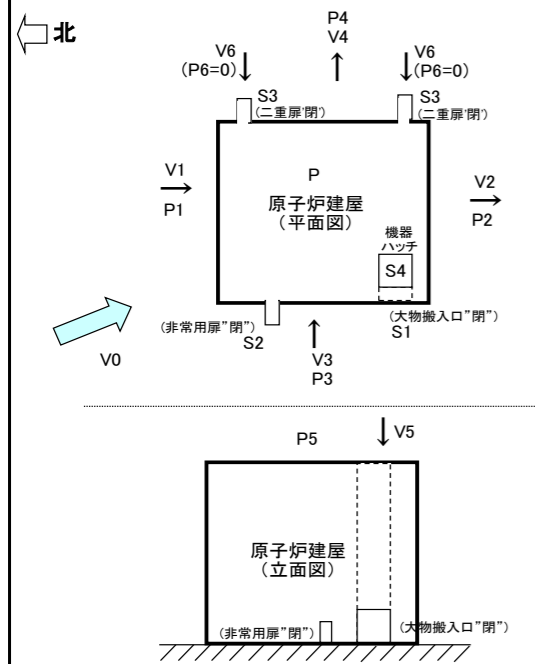 北
P4
V4
V6
(P6=0)
V6
(P6=0)
S3
(二重扉'閉')
S3
(二重扉'閉')
V1
P1
P
原子炉建屋
(平面図)
V2
P2
機器
ハッチ
S4
(非常用扉"閉")
S2
(大物搬入口"閉")
S1
V0
V3
P3
P5
V5
原子炉建屋
(立面図)
(非常用扉"閉")
(大物搬入口"閉")